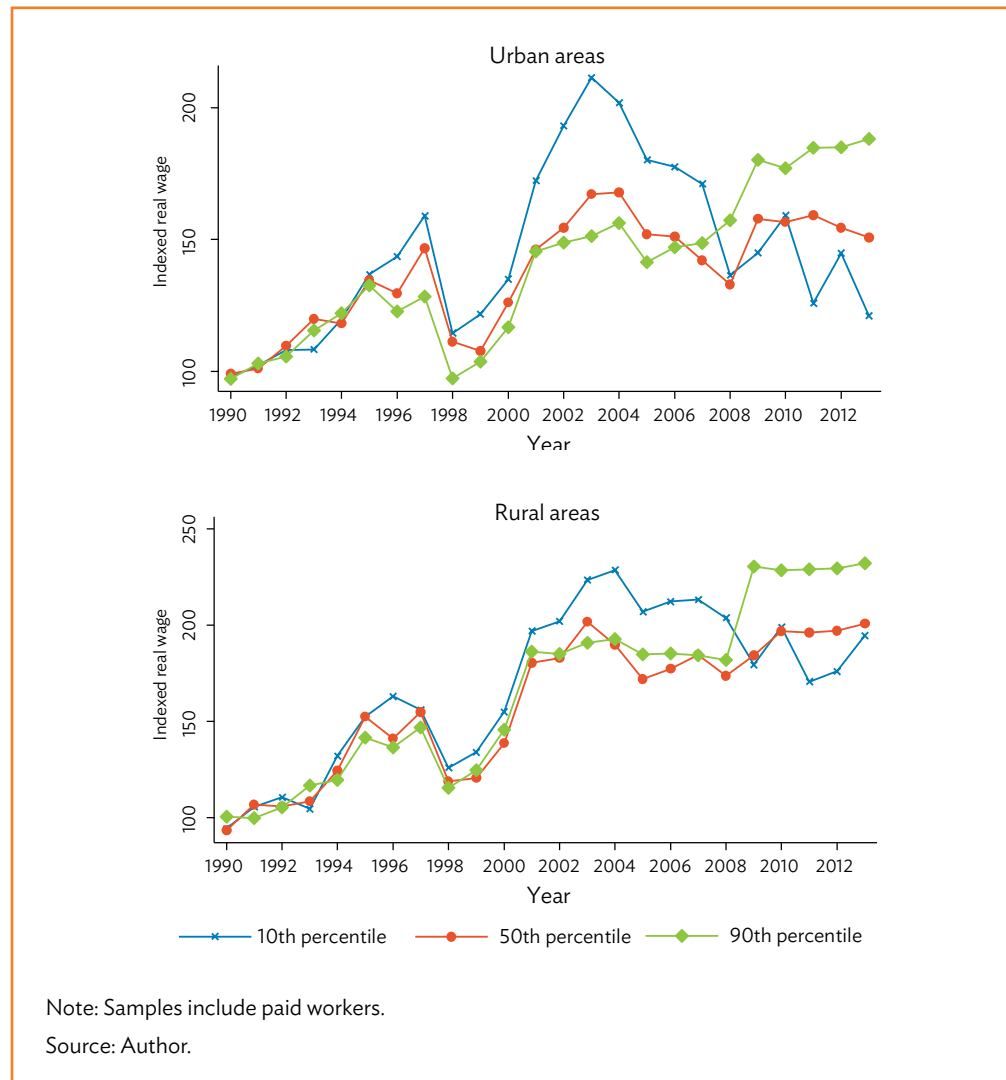 Urban areas
Indexed real wage
200
150
100
1990 1992 1994 1996 1998 2000 2002 2004 2006 2008 2010 2012
Year
Rural areas
Indexed real wage
250
200
150
100
1990 1992 1994 1996 1998 2000 2002 2004 2006 2008 2010 2012
Year
10th percentile 50th percentile 90th percentile
Note: Samples include paid workers.
Source: Author.